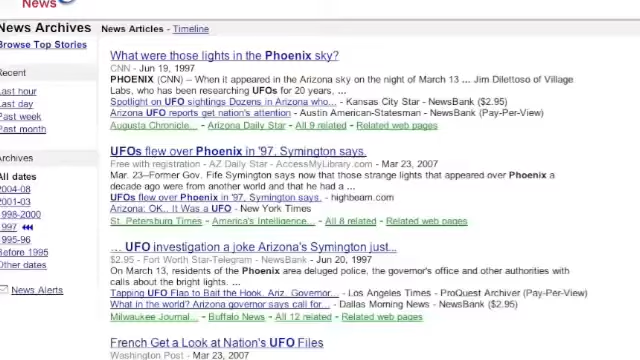 News
News Archives
News Articles - Timeline
Browse Top Stories
What were those lights in the Phoenix sky?
CNN - Jun 19, 1997
Recent
PHOENIX (CNN) -- When it appeared in the Arizona sky on the night of March 13 ... Jim Dilettoso of Village
Labs, who has been researching UFOs for 20 years, ...
Last hour
Last day
Past week
Past month
Spotlight on UFO sightings Dozens in Arizona who... - Kansas City Star - NewsBank ($2.95)
Arizona UFO reports get nation's attention - Austin American-Statesman - NewsBank (Pay-Per-View)
Augusta Chronicle... - Arizona Daily Star - All 9 related - Related web pages
Archives
All dates
2004-08
2001-03
1998-2000
1997
1995-96
Before 1995
Other dates
News Alerts
UFOs flew over Phoenix in '97, Symington says.
Free with registration - AZ Daily Star - AccessMyLibrary.com - Mar 23, 2007
Mar. 23--Former Gov. Fife Symington says now that those strange lights that appeared over Phoenix a
decade ago were from another world and that he had a ...
UFOs flew over Phoenix in '97, Symington says. - highbeam.com
Arizona: OK.. It Was a UFO - New York Times
St. Petersburg Times - America's Intelligence... - All 8 related - Related web pages
... UFO investigation a joke Arizona's Symington just...
$2.95 - Fort Worth Star-Telegram - NewsBank - Jun 20, 1997
On March 13, residents of the Phoenix area deluged police, the governor's office and other authorities with
calls about the bright lights. ...
Tapping UFO Flap to Bait the Hook, Ariz. Governor... - Los Angeles Times - ProQuest Archiver (Pay-Per-View)
What in the world? Arizona governor says call for... - Dallas Morning News - NewsBank ($2.95)
Milwaukee Journal... - Buffalo News - All 12 related - Related web pages
French Get a Look at Nation's UFO Files
Washington Post - Mar 23, 2007